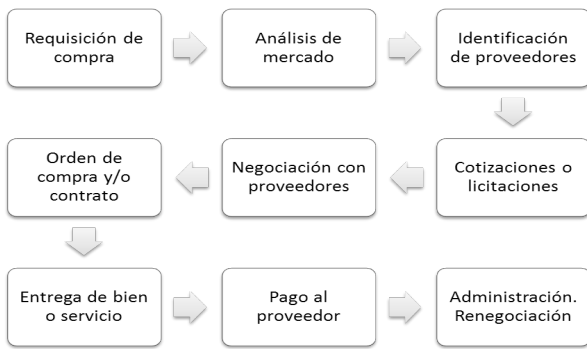 Requisición de
compra
Análisis de
mercado
Identificación
de proveedores
Cotizaciones o
licitaciones
Negociación con
proveedores
Orden de
compra y/o
contrato
Entrega de bien
o servicio
Pago al
proveedor
Administración.
Renegociación